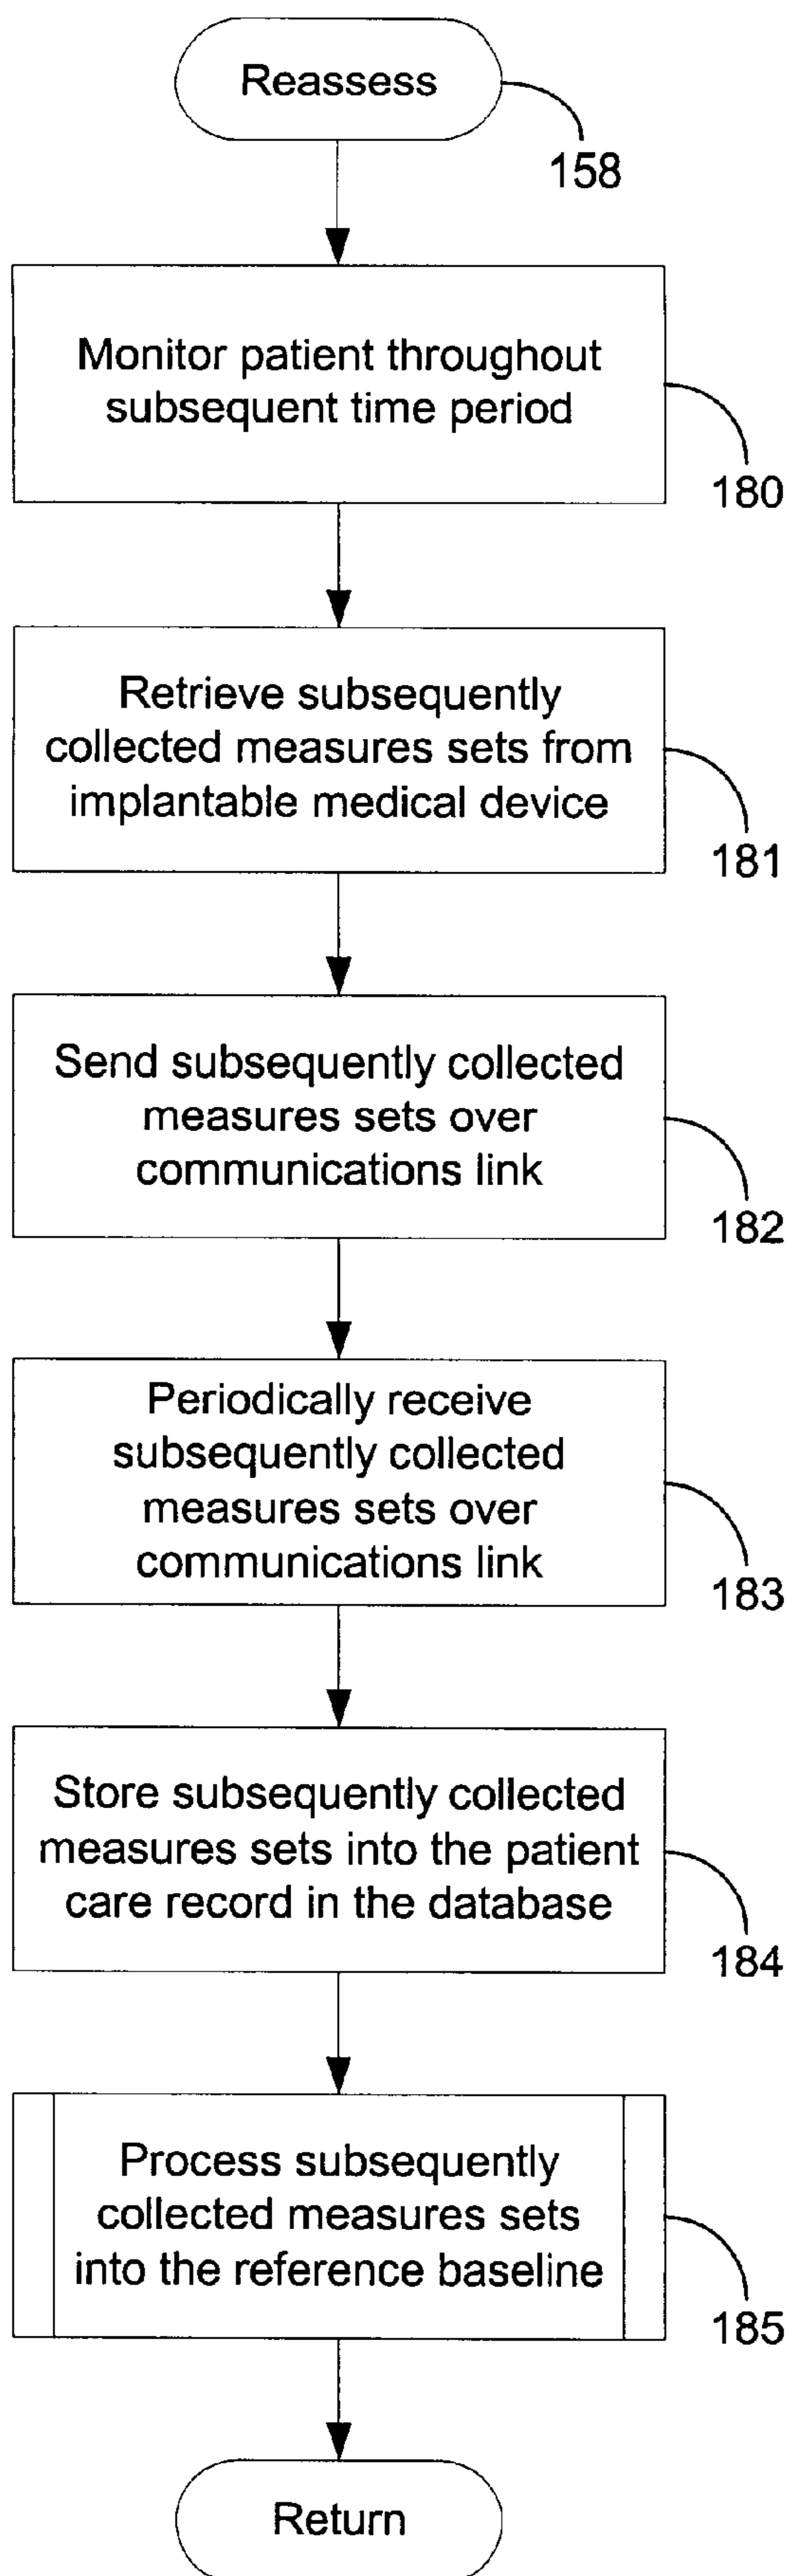 Reassess
158
Monitor patient throughout
subsequent time period
180
Retrieve subsequently
collected measures sets from
implantable medical device
181
Send subsequently collected
measures sets over
communications link
182
Periodically receive
subsequently collected
measures sets over
communications link
183
Store subsequently collected
measures sets into the patient
care record in the database
184
Process subsequently
collected measures sets
into the reference baseline
185
Return